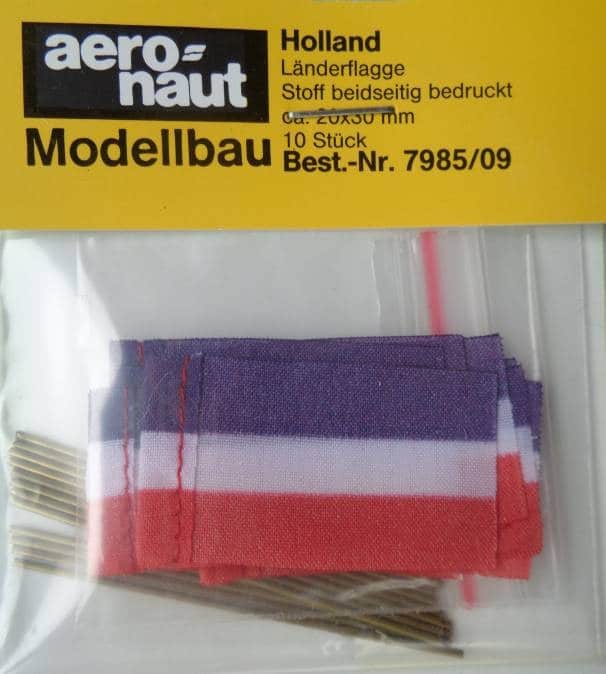 aero=
naut
Modellbau
Holland
Länderflagge
Stoff beidseitig bedruckt
ca. 20x30 mm
10 Stück
Best.-Nr. 7985/09